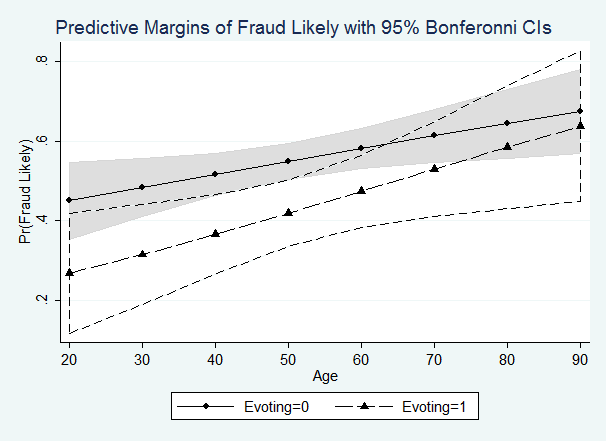 Predictive Margins of Fraud Likely with 95% Bonferonni CIs
.8
.6
.4
.2
Pr(Fraud Likely)
20 30 40 50 60 70 80 90
Age
Evoting=0 Evoting=1